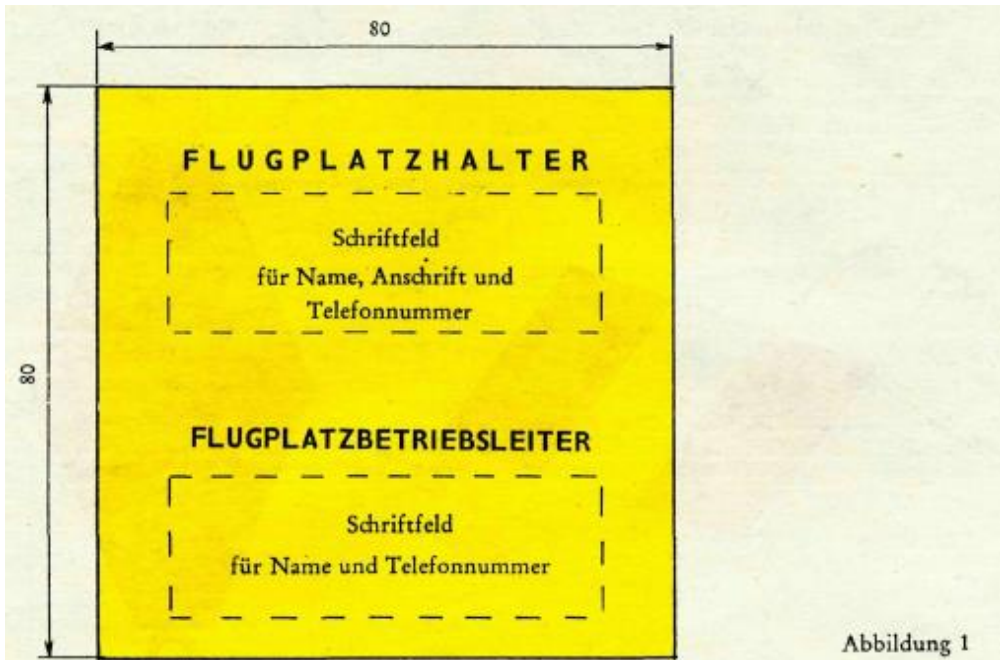 80
FLUGPLATZHALTER
Schriftfeld
für Name, Anschrift und
Telefonnummer
80
FLUGPLATZBETRIEBSLEITER
Schriftfeld
für Name und Telefonnummer
Abbildung 1